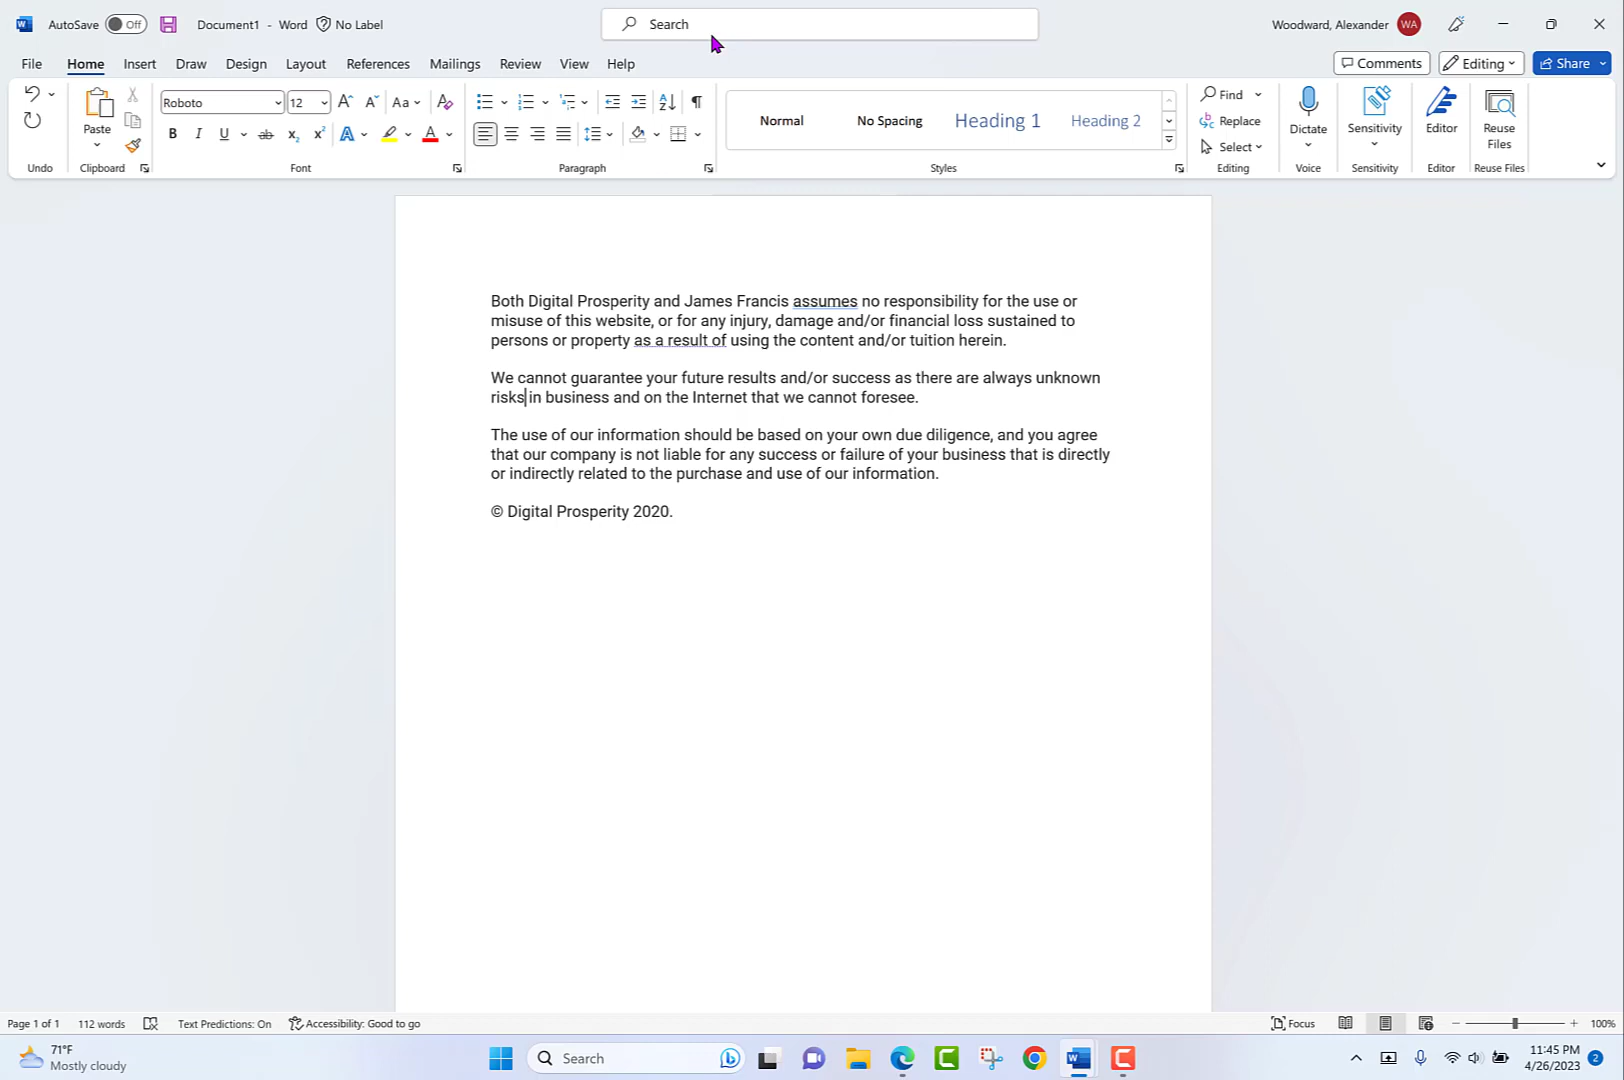 AutoSave Off Document1 - Word No Label Search Woodward, Alexander WA
File Home Insert Draw Design Layout References Mailings Review View Help Comments Editing Share
Roboto 12 Aa
Paste
Undo Clipboard Font Paragraph
Normal No Spacing Heading 1 Heading 2
Styles
Find
Replace
Select
Editing
Dictate
Voice
Sensitivity
Sensitivity
Editor
Editor
Reuse
Files
Reuse Files
Both Digital Prosperity and James Francis assumes no responsibility for the use or
misuse of this website, or for any injury, damage and/or financial loss sustained to
persons or property as a result of using the content and/or tuition herein.
We cannot guarantee your future results and/or success as there are always unknown
risks in business and on the Internet that we cannot foresee.
The use of our information should be based on your own due diligence, and you agree
that our company is not liable for any success or failure of your business that is directly
or indirectly related to the purchase and use of our information.
© Digital Prosperity 2020.
Page 1 of 1 112 words Text Predictions: On Accessibility: Good to go Focus 100%
71°F
Mostly cloudy
Search
11:45 PM
4/26/2023
2